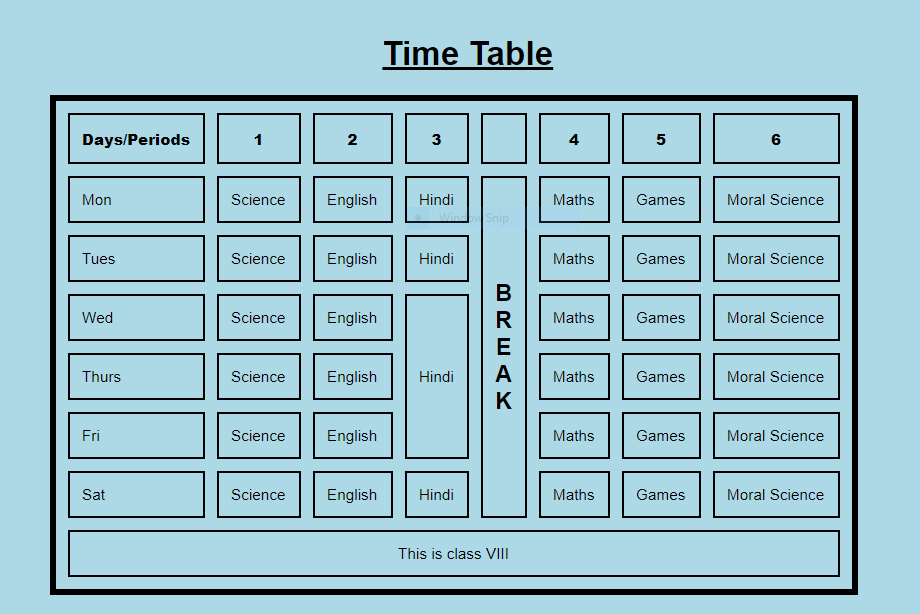 Time Table
Days/Periods 1 2 3 4 5 6
Mon Science English Hindi Maths Games Moral Science
Window Snip
Tues Science English Hindi Maths Games Moral Science
Wed Science English Maths Games Moral Science
Thurs Science English Hindi Maths Games Moral Science
Fri Science English Maths Games Moral Science
Sat Science English Hindi Maths Games Moral Science
B
R
E
A
K
This is class VIII